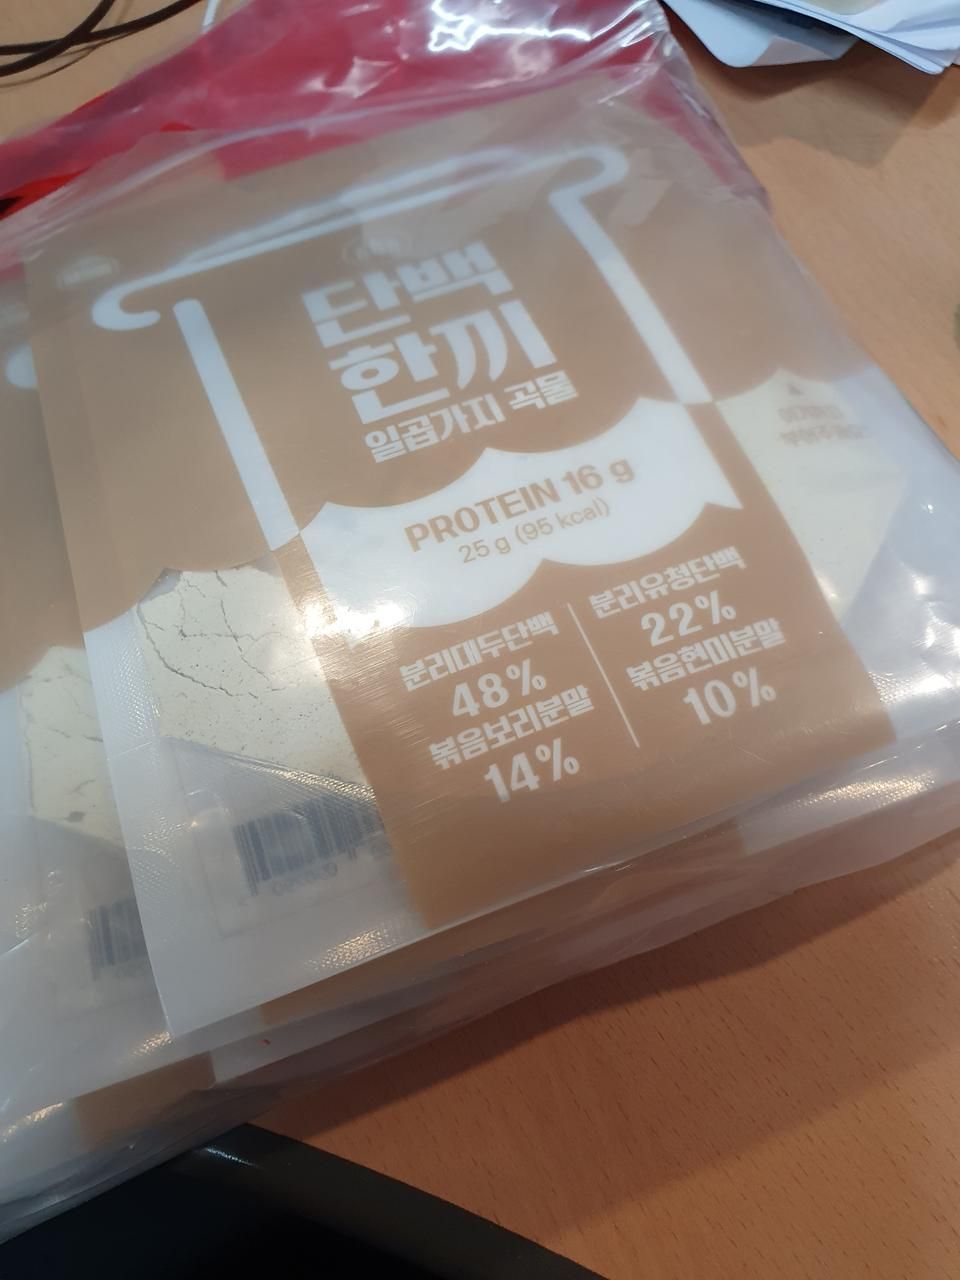 단백
한끼
일곱가지 곡물
PROTEIN 16 g
25 g (95 kcal)
분리대두단백
48%
볶음보리분말
14%
분리유청단백
22%
볶음현미분말
10%